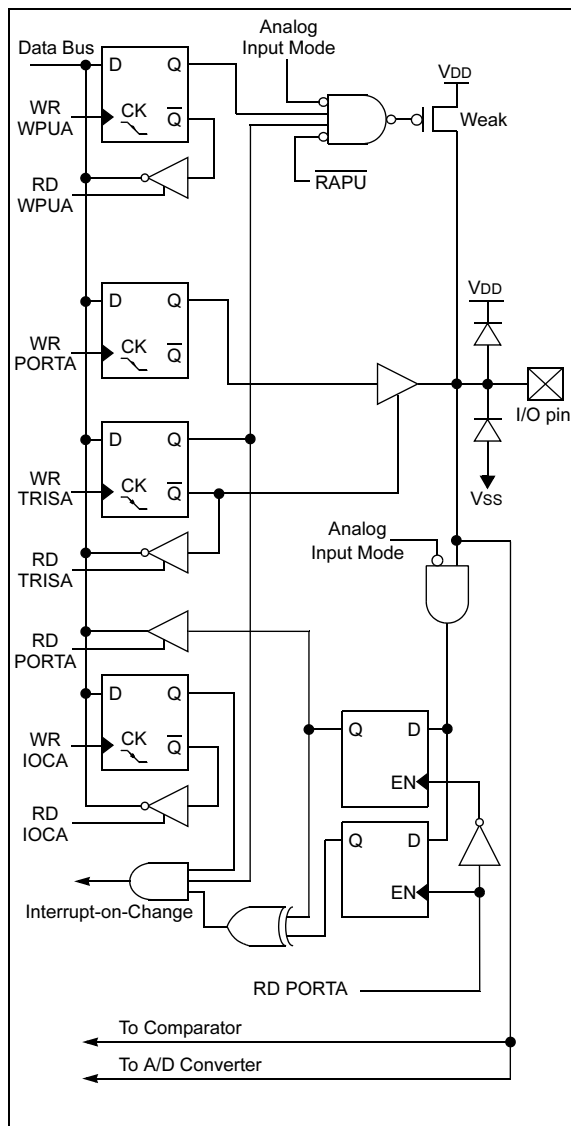 Analog
Input Mode
Data Bus
D
Q
VDD
WR
WPUA
CK
Q̅
Weak
RD
WPUA
R̅A̅P̅U̅
D
Q
VDD
WR
PORTA
CK
Q̅
I/O pin
D
Q
WR
TRISA
CK
Q̅
VSS
Analog
Input Mode
RD
TRISA
RD
PORTA
D
Q
Q
D
WR
IOCA
CK
Q̅
EN
RD
IOCA
Q
D
EN
Interrupt-on-Change
RD PORTA
To Comparator
To A/D Converter